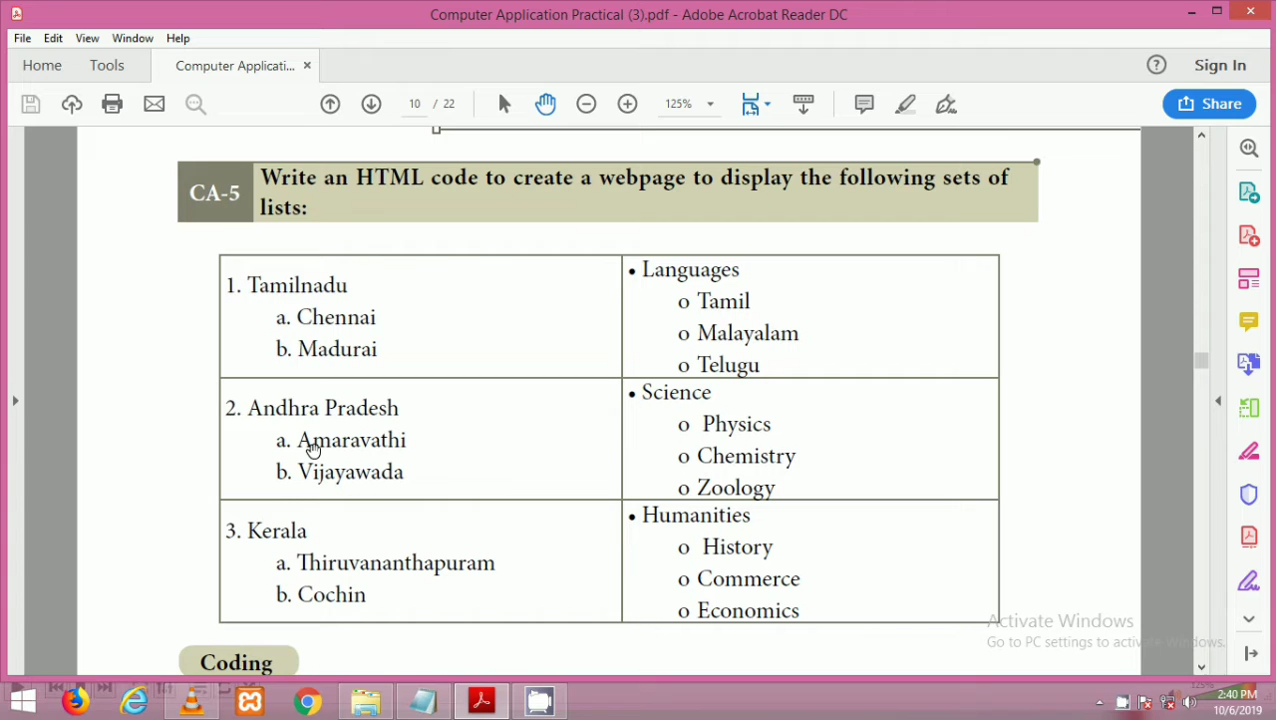 Computer Application Practical (3).pdf - Adobe Acrobat Reader DC
File Edit View Window Help
Home Tools Computer Applicati... × Sign In
10 / 22 125% Share
CA-5 Write an HTML code to create a webpage to display the following sets of
lists:
1. Tamilnadu
a. Chennai
b. Madurai
• Languages
o Tamil
o Malayalam
o Telugu
2. Andhra Pradesh
a. Amaravathi
b. Vijayawada
• Science
o Physics
o Chemistry
o Zoology
3. Kerala
a. Thiruvananthapuram
b. Cochin
• Humanities
o History
o Commerce
o Economics
Activate Windows
Go to PC settings to activate Windows.
Coding
125%
2:40 PM
10/6/2019